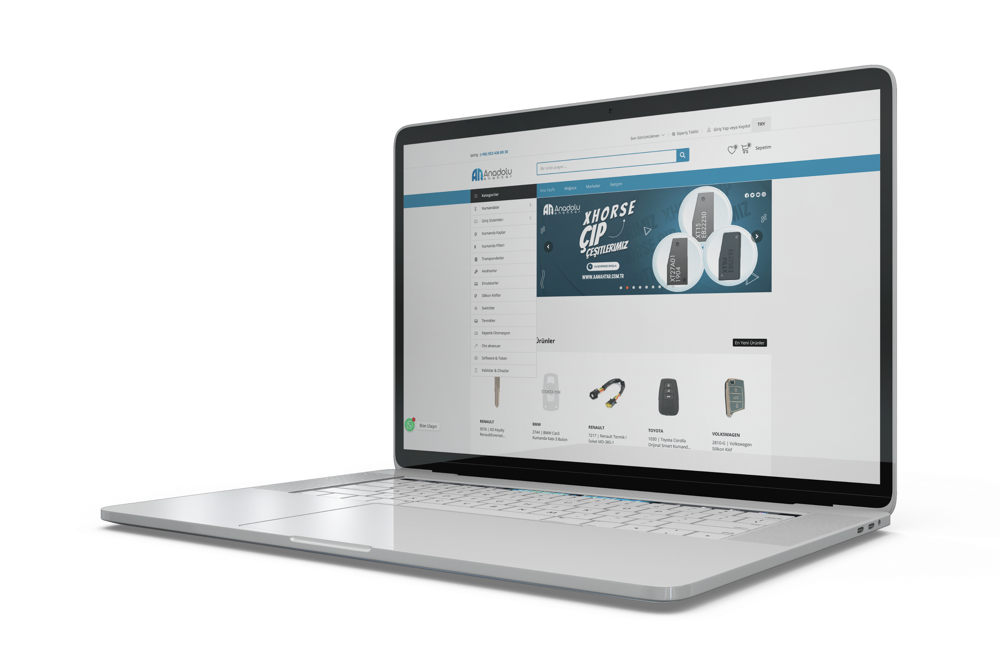 Son Görüntülenen
Sipariş Takibi
Giriş Yap veya Kaydol
TRY
SATIŞ : (+90) 552 436 80 30
AA Anadolu
anahtar
Bir ürün arayın ...
0
0
Sepetim
Kategoriler
Ana Sayfa
Mağaza
Markalar
İletişim
Kumandalar
Giriş Sistemleri
Kumanda Kaplar
Kumanda Pilleri
Transponderler
Anahtarlar
Emulatorler
Silikon Kılıflar
Switchler
Termikler
Kepenk-Otomasyon
Oto aksesuar
Software & Token
Kablolar & Cihazlar
Anadolu
anahtar
XHORSE
ÇIP
ÇEŞITLERIMIZ
ALIŞVERIŞE BAŞLA
WWW.AANAHTAR.COM.TR
XT15
EB22230
XT27A01
1904
XT1M
E812233
Ürünler
En Yeni Ürünler
STOKTA YOK
RENAULT
9576 | KD Keydiy
RenaultEvrensel...
BMW
2744 | BMW Cas3
Kumanda Kabı 3 Buton
RENAULT
7217 | Renault Termik I
Soket MD-385-1
TOYOTA
1030 | Toyota Corolla
Orijinal Smart Kumand...
VOLKSWAGEN
2810-G | Volkswagen
Silikon Kılıf
1
Bize Ulaşın